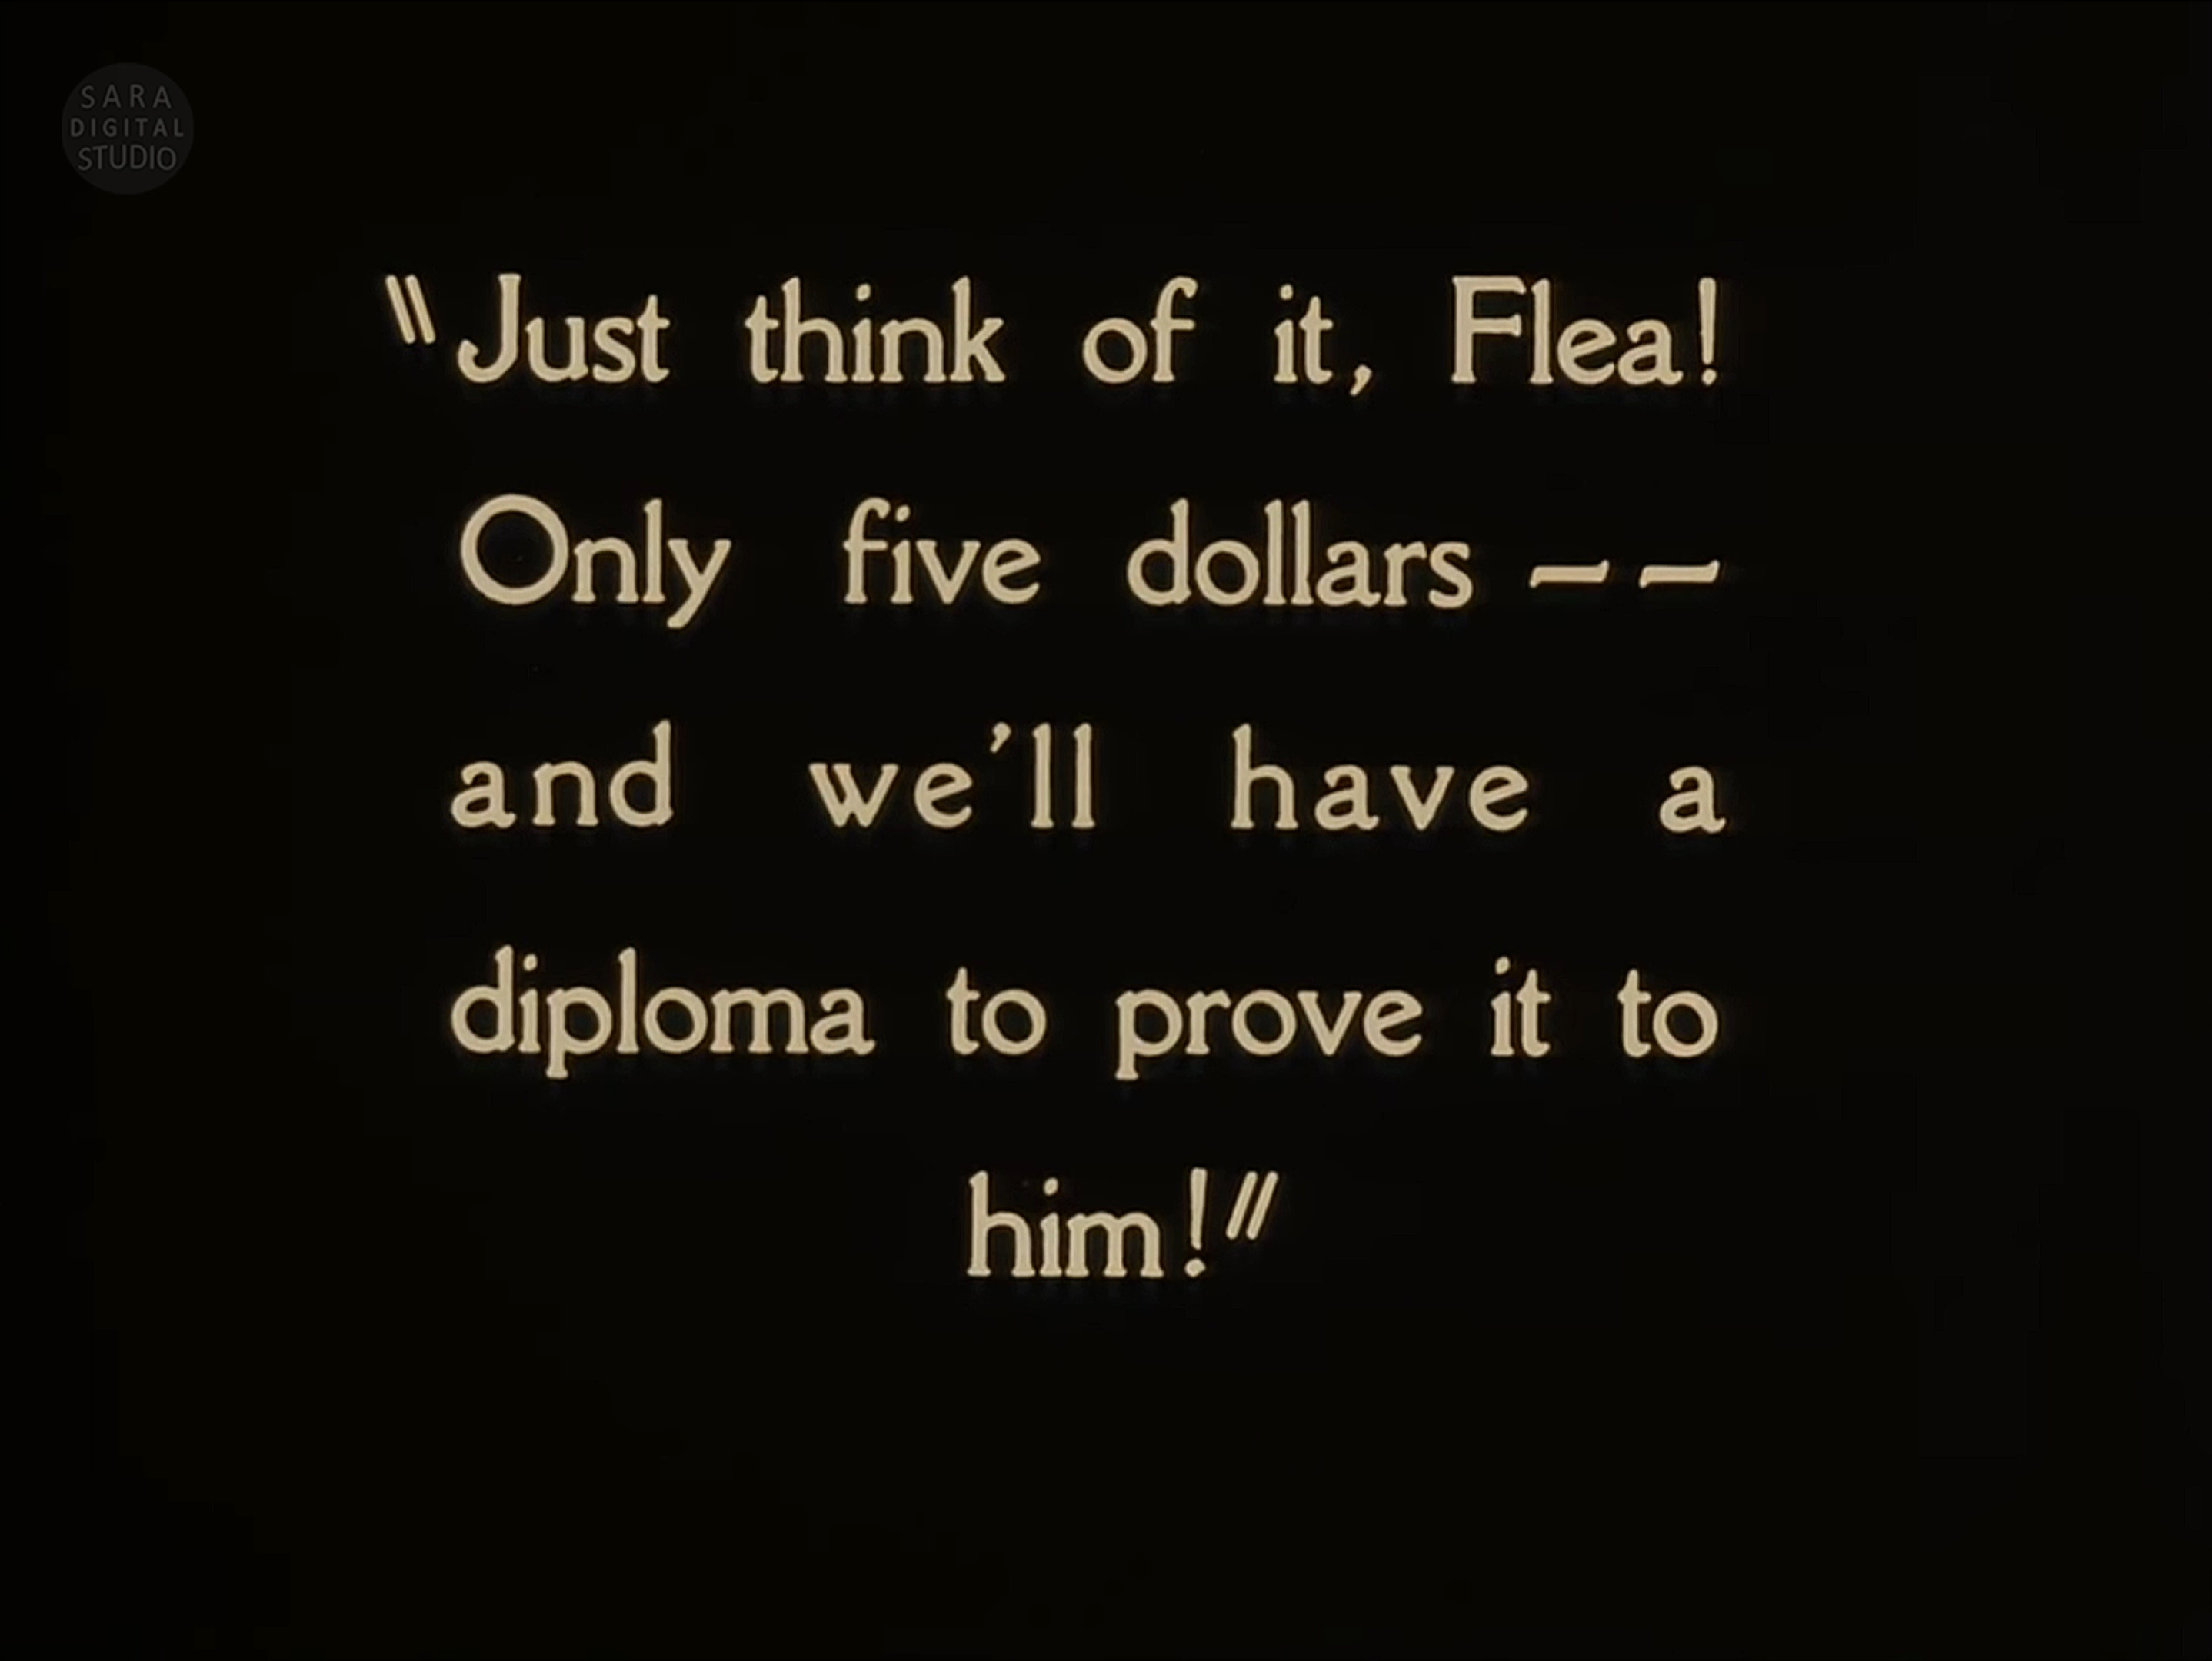 SARA
DIGITAL
STUDIO
"Just think of it, Flea!
Only five dollars — —
and we'll have a
diploma to prove it to
him!"